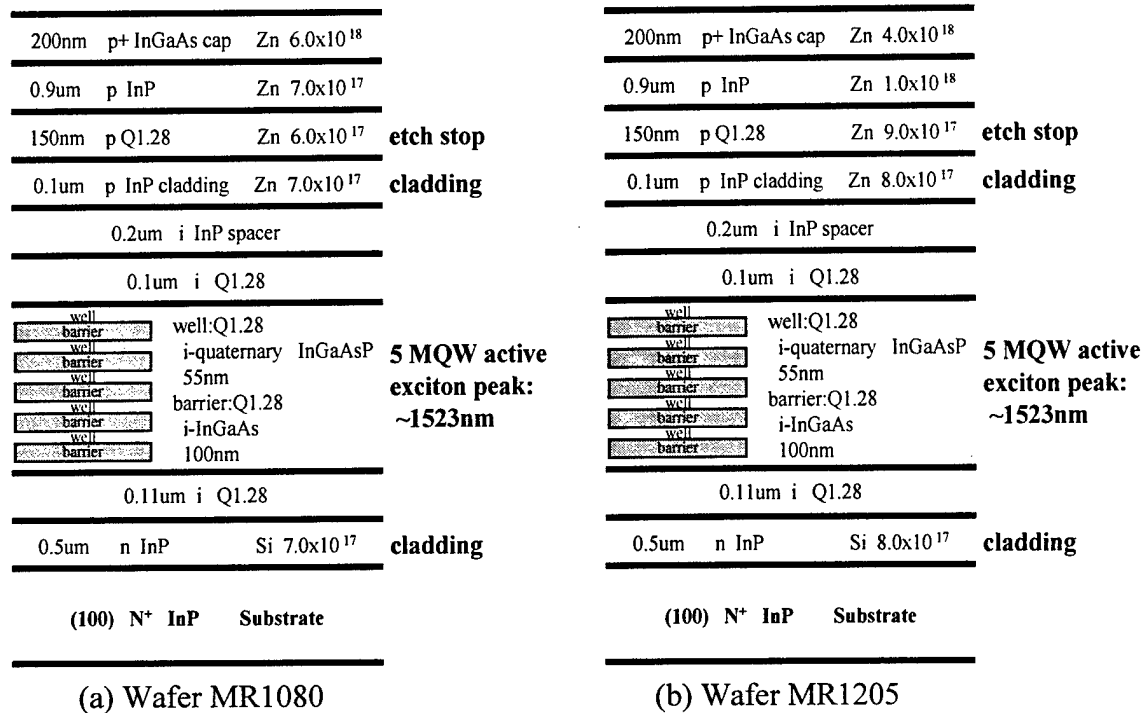 200nm p+ InGaAs cap Zn 6.0x10 18
0.9um p InP Zn 7.0x10 17
150nm p Q1.28 Zn 6.0x10 17 etch stop
0.1um p InP cladding Zn 7.0x10 17 cladding
0.2um i InP spacer
0.1um i Q1.28
well
barrier
well
barrier
well
barrier
well
barrier
well
barrier
well:Q1.28
i-quaternary InGaAsP
55nm
barrier:Q1.28
i-InGaAs
100nm
5 MQW active
exciton peak:
~1523nm
0.11um i Q1.28
0.5um n InP Si 7.0x10 17 cladding
(100) N+ InP Substrate
(a) Wafer MR1080
200nm p+ InGaAs cap Zn 4.0x10 18
0.9um p InP Zn 1.0x10 18
150nm p Q1.28 Zn 9.0x10 17 etch stop
0.1um p InP cladding Zn 8.0x10 17 cladding
0.2um i InP spacer
0.1um i Q1.28
well
barrier
well
barrier
well
barrier
well
barrier
well
barrier
well:Q1.28
i-quaternary InGaAsP
55nm
barrier:Q1.28
i-InGaAs
100nm
5 MQW active
exciton peak:
~1523nm
0.11um i Q1.28
0.5um n InP Si 8.0x10 17 cladding
(100) N+ InP Substrate
(b) Wafer MR1205